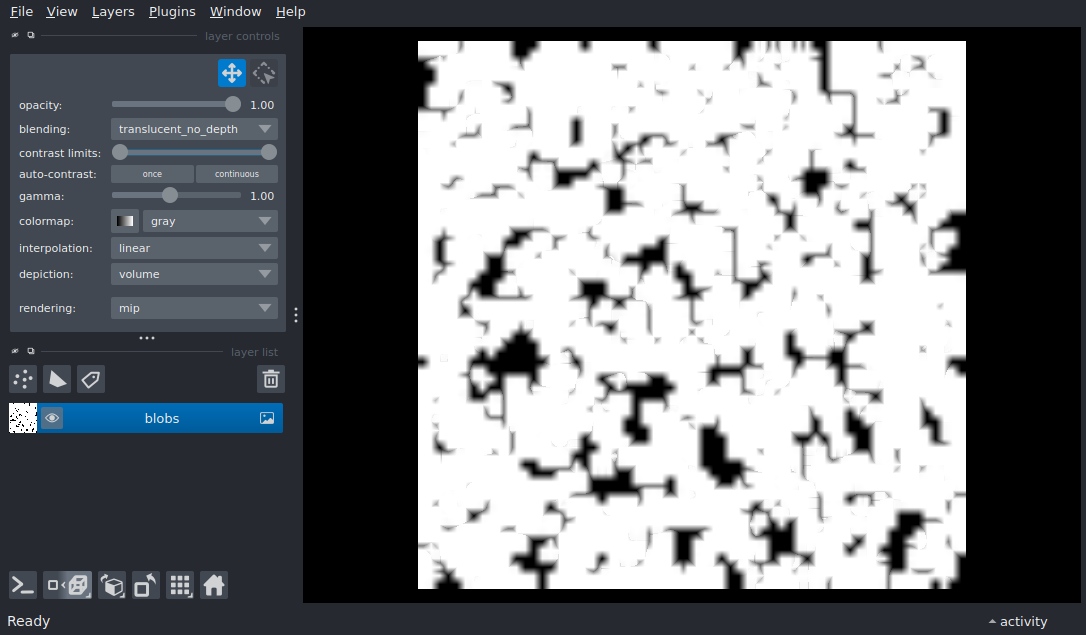 File View Layers Plugins Window Help
layer controls
opacity: 1.00
blending: translucent_no_depth
contrast limits:
auto-contrast: once continuous
gamma: 1.00
colormap: gray
interpolation: linear
depiction: volume
rendering: mip
layer list
blobs
Ready
activity